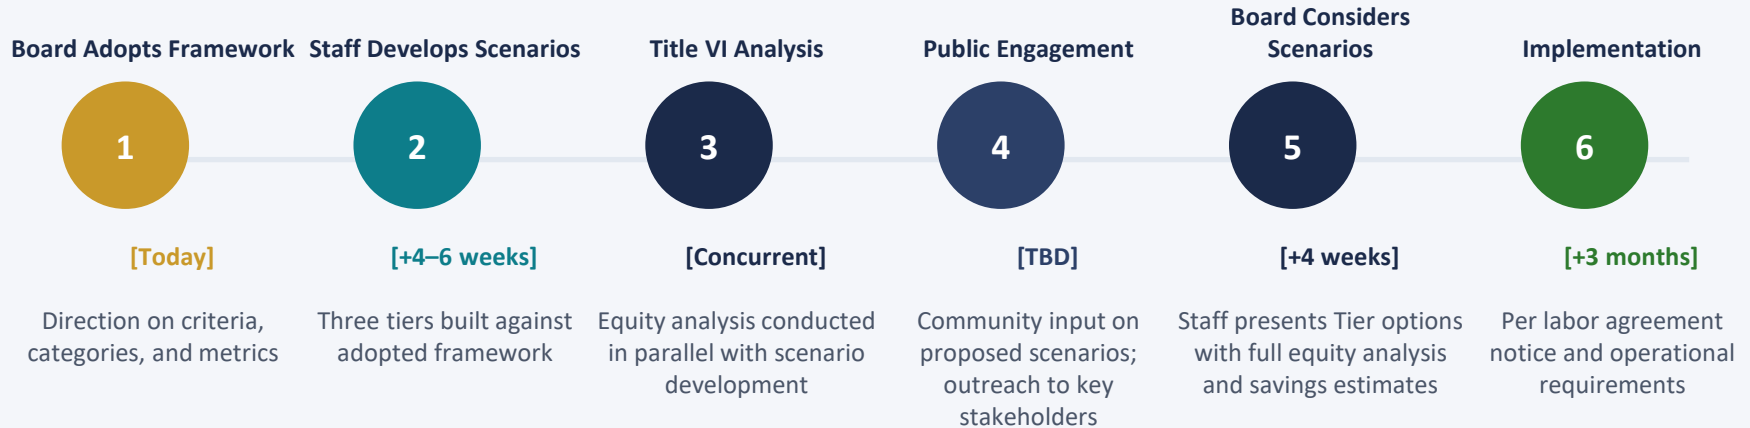 Board Adopts Framework
1
[Today]
Direction on criteria,
categories, and metrics
Staff Develops Scenarios
2
[+4–6 weeks]
Three tiers built against
adopted framework
Title VI Analysis
3
[Concurrent]
Equity analysis conducted
in parallel with scenario
development
Public Engagement
4
[TBD]
Community input on
proposed scenarios;
outreach to key
stakeholders
Board Considers
Scenarios
5
[+4 weeks]
Staff presents Tier options
with full equity analysis
and savings estimates
Implementation
6
[+3 months]
Per labor agreement
notice and operational
requirements